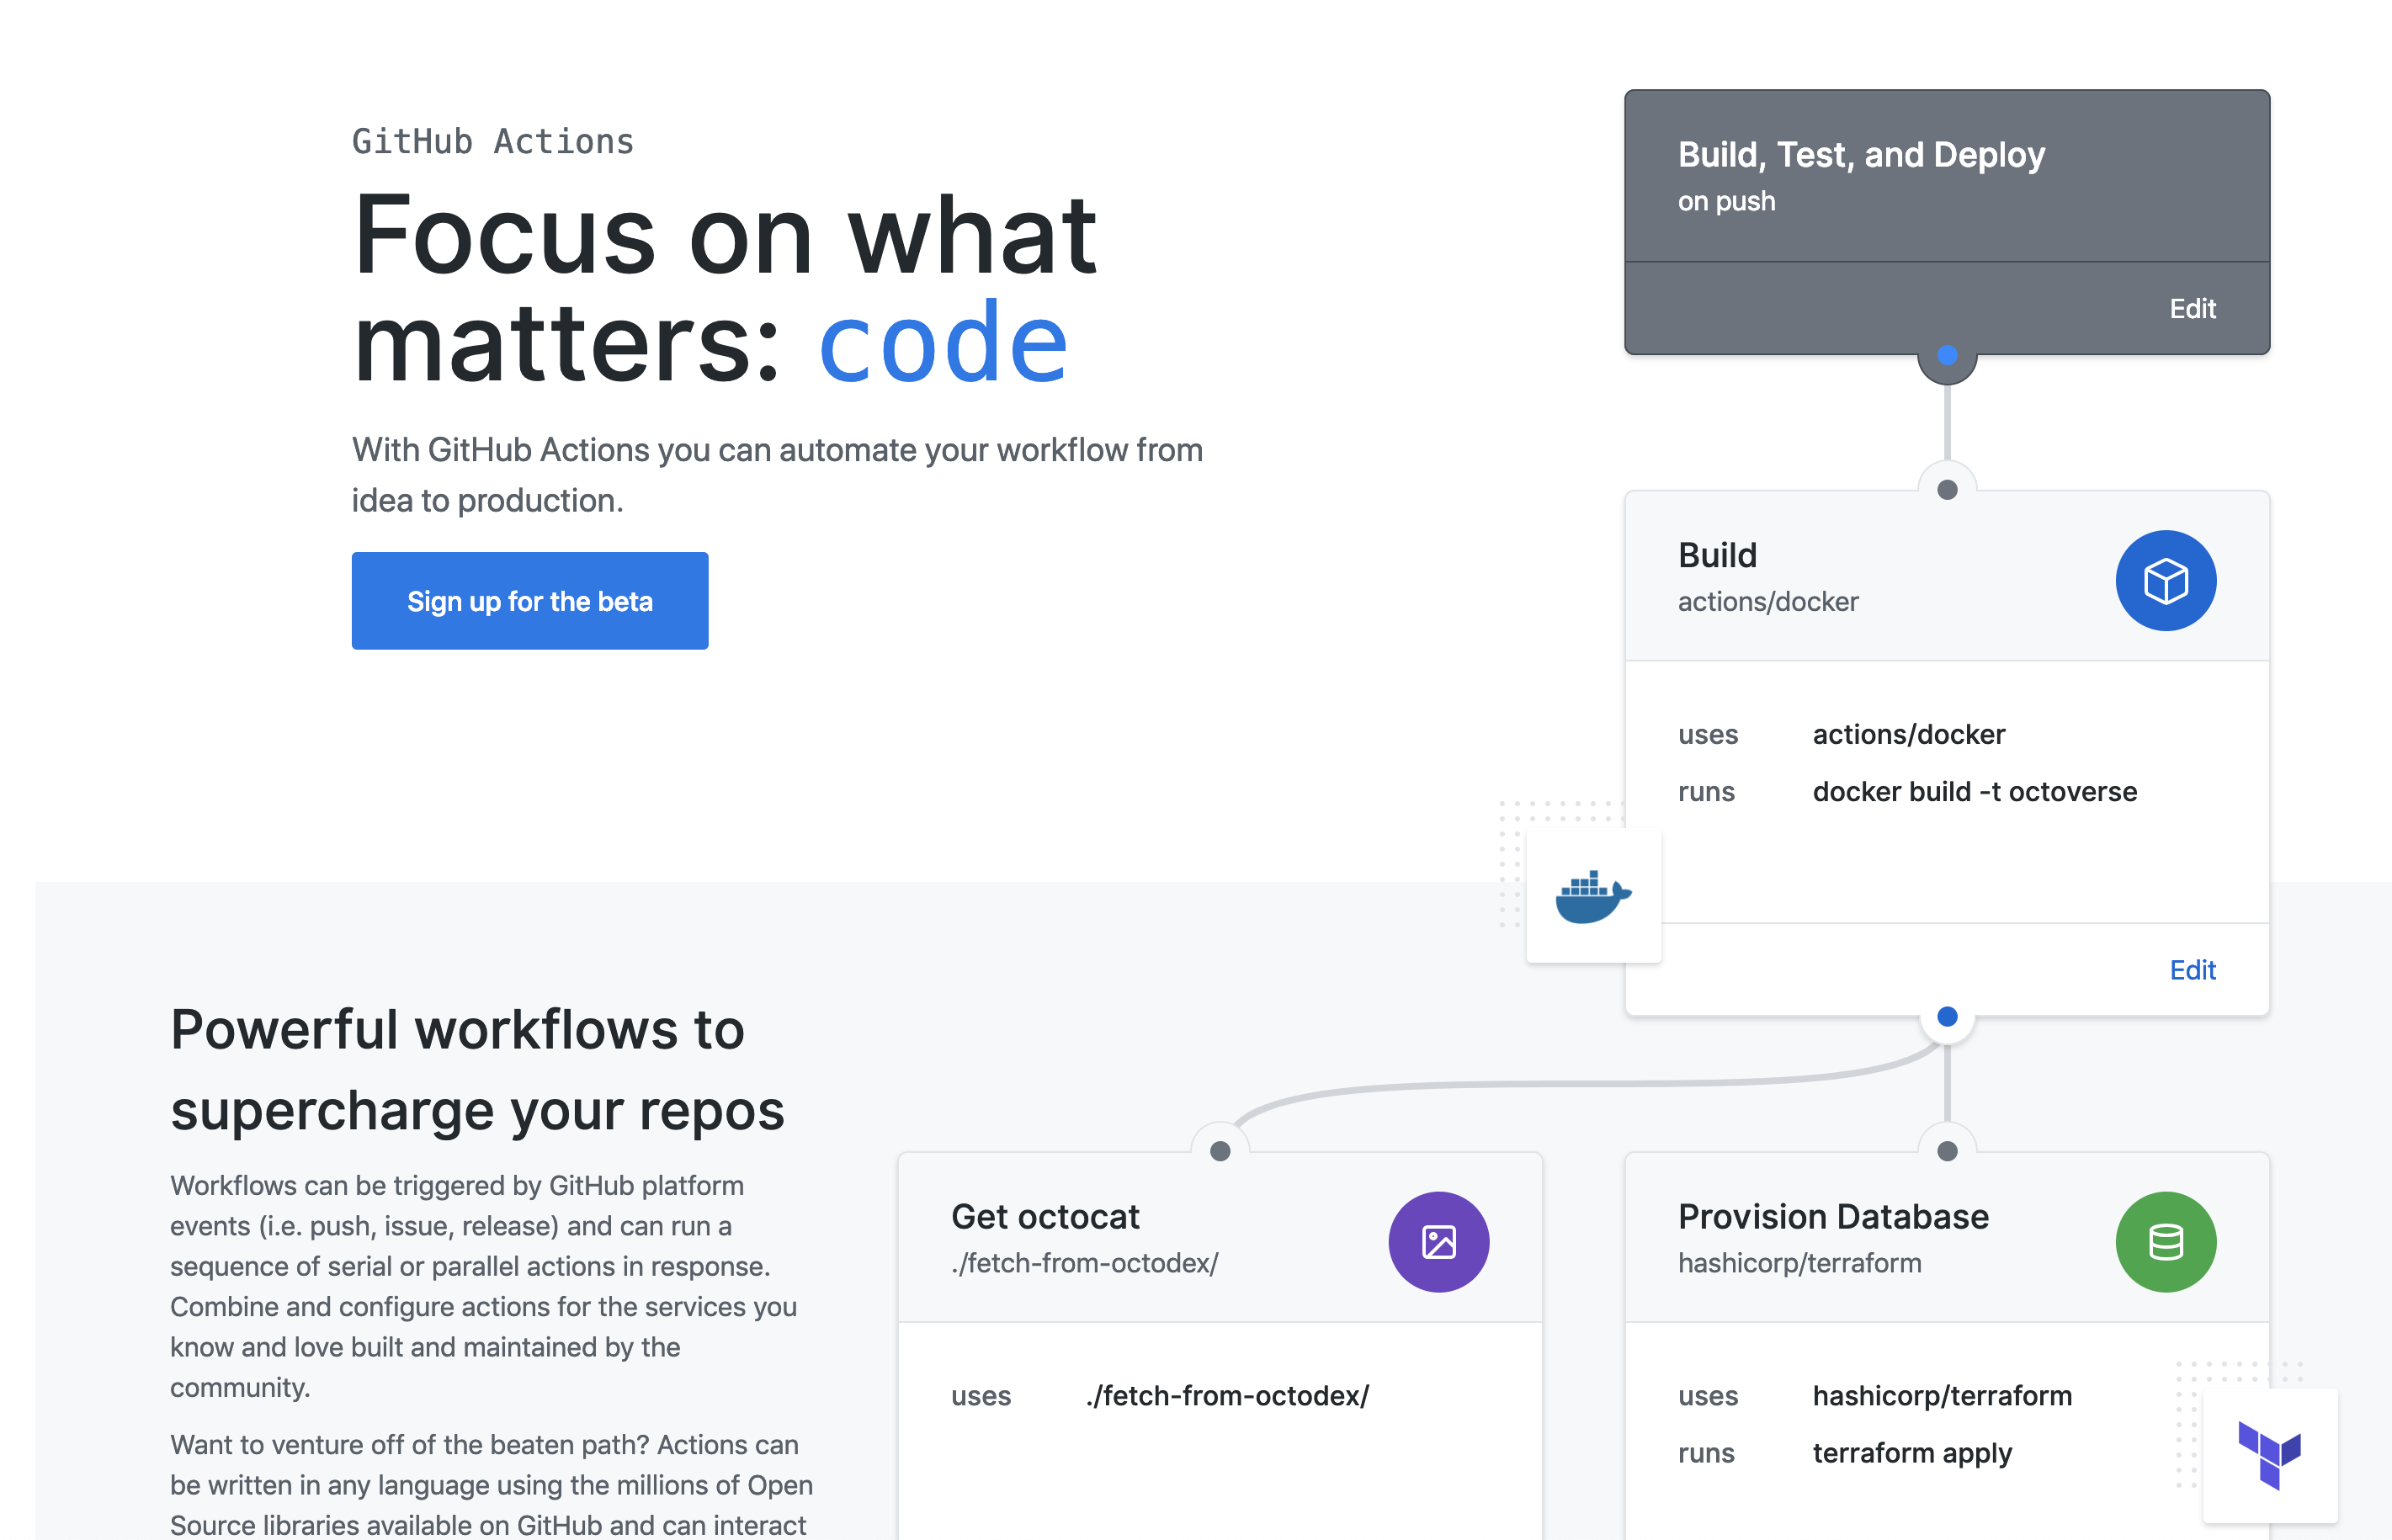 GitHub Actions
Focus on what
matters: code
With GitHub Actions you can automate your workflow from
idea to production.
Sign up for the beta
Build, Test, and Deploy
on push
Edit
Build
actions/docker
uses actions/docker
runs docker build -t octoverse
Edit
Powerful workflows to
supercharge your repos
Workflows can be triggered by GitHub platform
events (i.e. push, issue, release) and can run a
sequence of serial or parallel actions in response.
Combine and configure actions for the services you
know and love built and maintained by the
community.
Want to venture off of the beaten path? Actions can
be written in any language using the millions of Open
Source libraries available on GitHub and can interact
Get octocat
./fetch-from-octodex/
uses ./fetch-from-octodex/
Provision Database
hashicorp/terraform
uses hashicorp/terraform
runs terraform apply